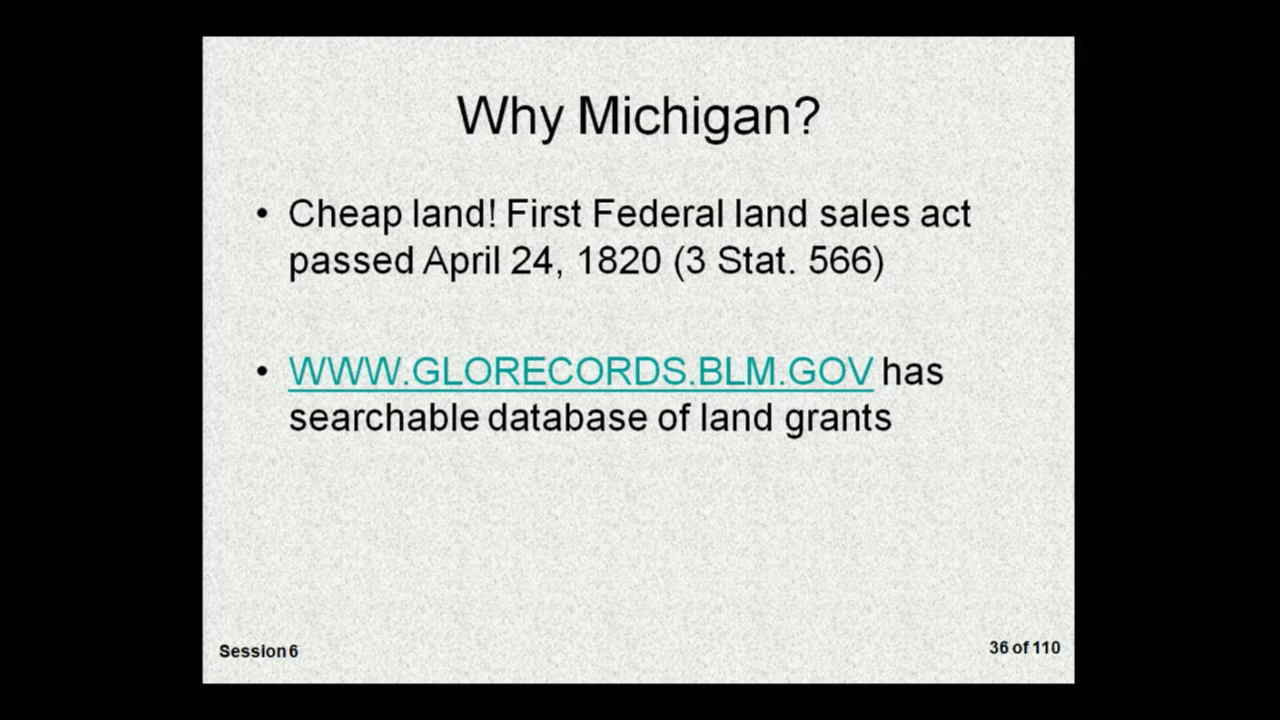 Why Michigan?
• Cheap land! First Federal land sales act
passed April 24, 1820 (3 Stat. 566)
• WWW.GLORECORDS.BLM.GOV has
searchable database of land grants
Session 6
36 of 110